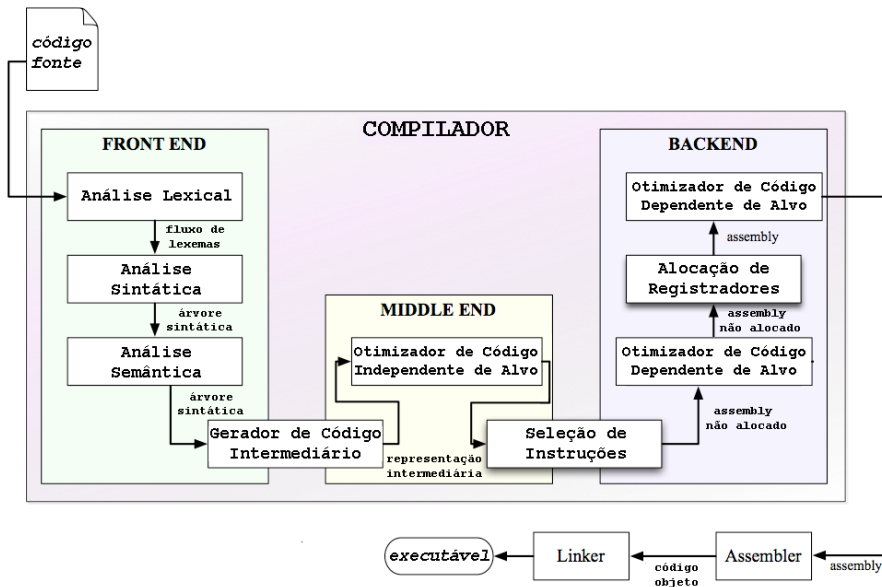 código
fonte
COMPILADOR
FRONT END
Análise Lexical
fluxo de
lexemas
Análise
Sintática
árvore
sintática
Análise
Semântica
árvore
sintática
Gerador de Código
Intermediário
MIDDLE END
Otimizador de Código
Independente de Alvo
representação
intermediária
Seleção de
Instruções
BACKEND
Otimizador de Código
Dependente de Alvo
assembly
Alocação de
Registradores
assembly
não alocado
Otimizador de Código
Dependente de Alvo
assembly
não alocado
executável
Linker
código
objeto
Assembler
assembly